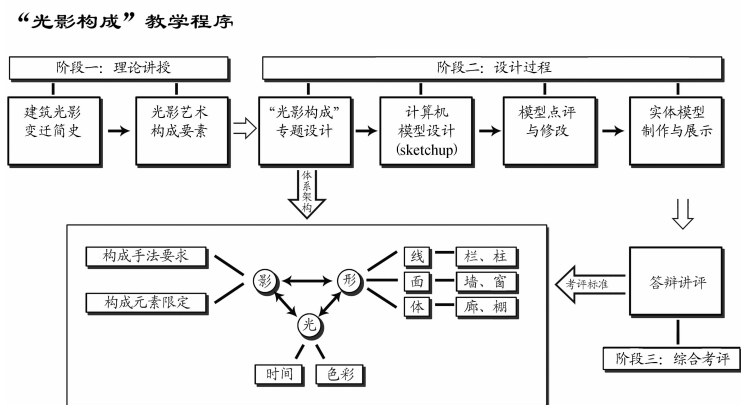 “光影构成”教学程序
阶段一：理论讲授
阶段二：设计过程
建筑光影
变迁简史
光影艺术
构成要素
“光影构成”
专题设计
计算机
模型设计
(sketchup)
模型点评
与修改
实体模型
制作与展示
体系架构
构成手法要求
构成元素限定
影
形
光
线
栏、柱
面
墙、窗
体
廊、棚
时间
色彩
考评标准
答辩讲评
阶段三：综合考评